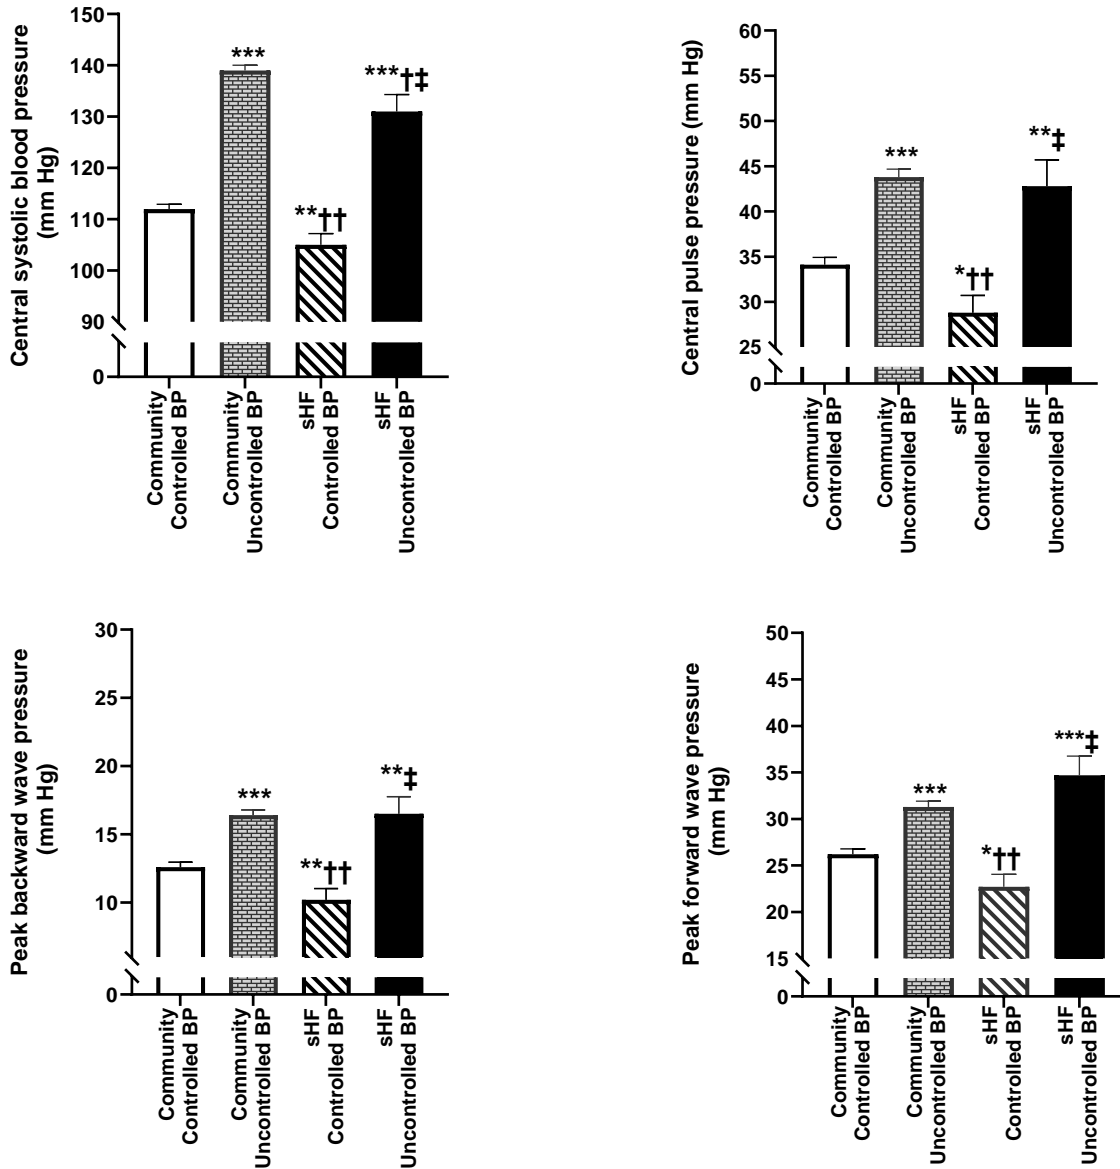 Central systolic blood pressure
(mm Hg)
150
140
130
120
110
100
90
0
***
**††
***†‡
Community
Controlled BP
Community
Uncontrolled BP
sHF
Controlled BP
sHF
Uncontrolled BP
Central pulse pressure (mm Hg)
60
55
50
45
40
35
30
25
0
***
*††
**‡
Community
Controlled BP
Community
Uncontrolled BP
sHF
Controlled BP
sHF
Uncontrolled BP
Peak backward wave pressure
(mm Hg)
30
25
20
15
10
0
***
**††
**‡
Community
Controlled BP
Community
Uncontrolled BP
sHF
Controlled BP
sHF
Uncontrolled BP
Peak forward wave pressure
(mm Hg)
50
45
40
35
30
25
20
15
0
***
*††
***‡
Community
Controlled BP
Community
Uncontrolled BP
sHF
Controlled BP
sHF
Uncontrolled BP